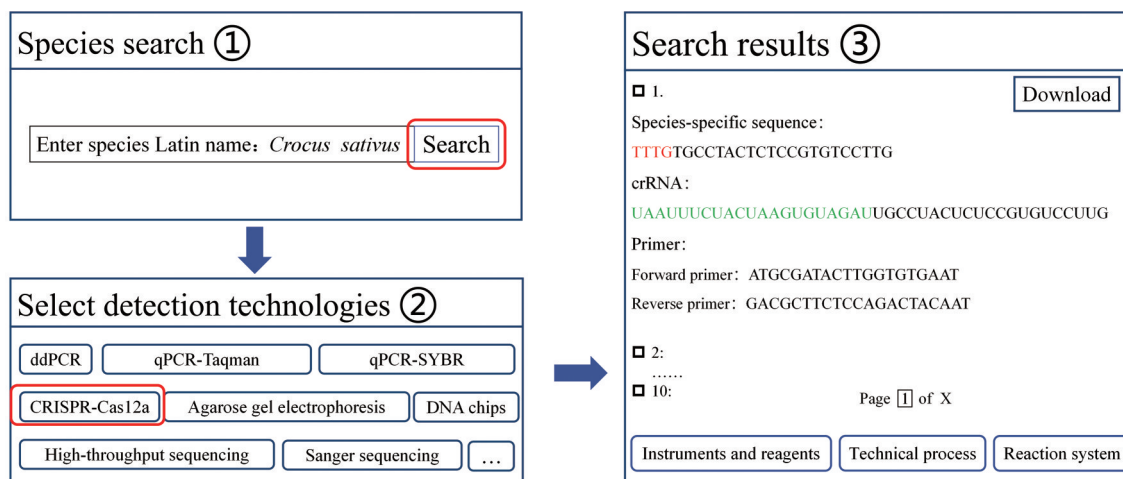 Species search ①
Enter species Latin name: Crocus sativus Search
Select detection technologies ②
ddPCR qPCR-Taqman qPCR-SYBR
CRISPR-Cas12a Agarose gel electrophoresis DNA chips
High-throughput sequencing Sanger sequencing ...
Search results ③
1.
Download
Species-specific sequence:
TTTGTGCCTACTCTCCGTGTCCTTG
crRNA:
UAAUUUCUACUAAGUGUAGAUUGCCUACUCUCCGUGUCCUUG
Primer:
Forward primer: ATGCGATACTTGGTGTGAAT
Reverse primer: GACGCTTCTCCAGACTACAAT
2:
......
10:
Page 1 of X
Instruments and reagents Technical process Reaction system